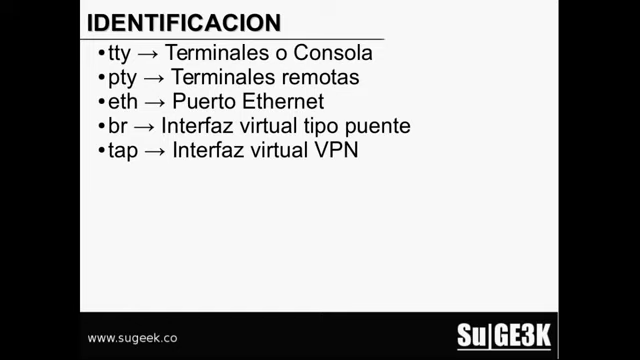 IDENTIFICACION
•tty → Terminales o Consola
•pty → Terminales remotas
•eth → Puerto Ethernet
•br → Interfaz virtual tipo puente
•tap → Interfaz virtual VPN
www.sugeek.co
Su|GE3K